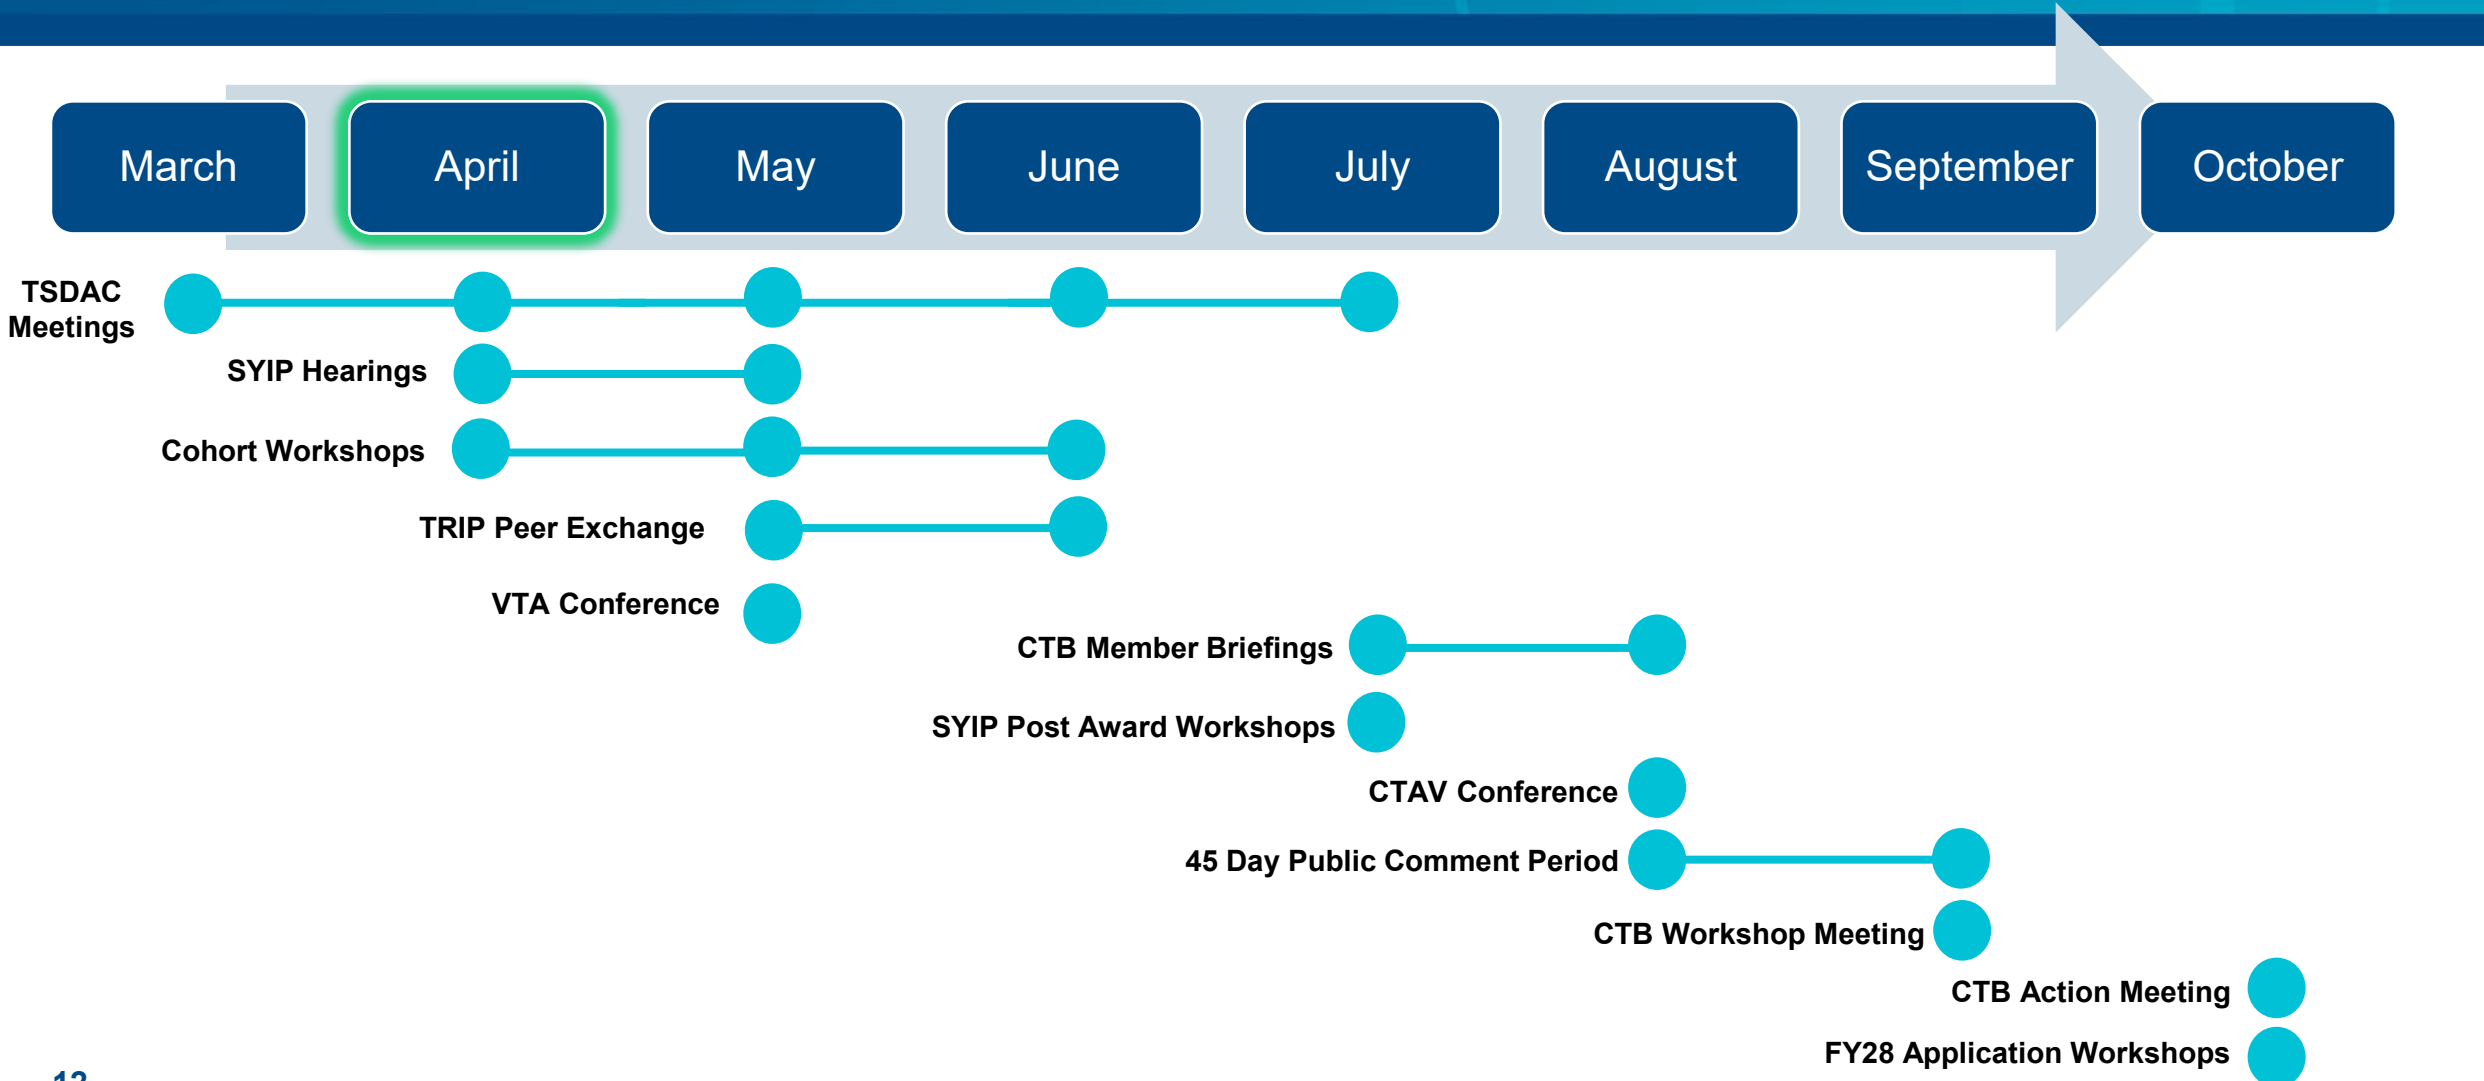 March
April
May
June
July
August
September
October
TSDAC
Meetings
SYIP Hearings
Cohort Workshops
TRIP Peer Exchange
VTA Conference
CTB Member Briefings
SYIP Post Award Workshops
CTAV Conference
45 Day Public Comment Period
CTB Workshop Meeting
CTB Action Meeting
FY28 Application Workshops